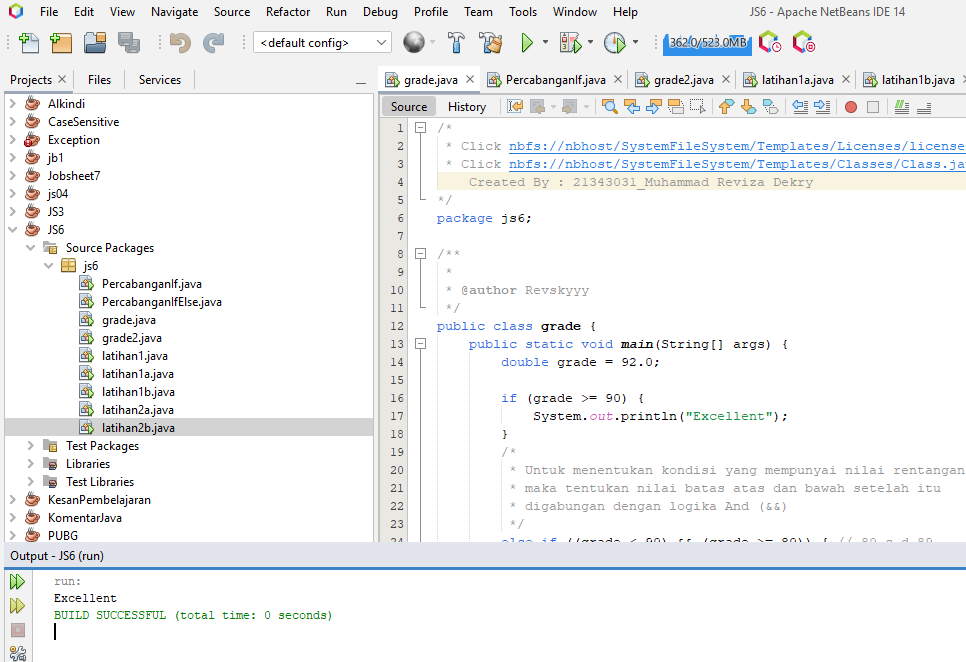 File Edit View Navigate Source Refactor Run Debug Profile Team Tools Window Help JS6 - Apache NetBeans IDE 14
<default config> 362.0/523.0MB
Projects Files Services
grade.java PercabanganIf.java grade2.java latihan1a.java latihan1b.java
Source History
Alkindi
CaseSensitive
Exception
jb1
Jobsheet7
js04
JS3
JS6
Source Packages
js6
PercabanganIf.java
PercabanganIfElse.java
grade.java
grade2.java
latihan1.java
latihan1a.java
latihan1b.java
latihan2a.java
latihan2b.java
Test Packages
Libraries
Test Libraries
KesanPembelajaran
KomentarJava
PUBG
1 /*
2 * Click nbfs://nbhost/SystemFileSystem/Templates/Licenses/license
3 * Click nbfs://nbhost/SystemFileSystem/Templates/Classes/Class.ja
4 Created By : 21343031_Muhammad Reviza Dekry
5 */
6 package js6;
7
8 /**
9 *
10 * @author Revskyyy
11 */
12 public class grade {
13 public static void main(String[] args) {
14 double grade = 92.0;
15
16 if (grade >= 90) {
17 System.out.println("Excellent");
18 }
19 /*
20 * Untuk menentukan kondisi yang mempunyai nilai rentangan
21 * maka tentukan nilai batas atas dan bawah setelah itu
22 * digabungan dengan logika And (&&)
23 */
24 else if ((grade < 90) && (grade >= 80)) { // 80 s.d 89
Output - JS6 (run)
run:
Excellent
BUILD SUCCESSFUL (total time: 0 seconds)